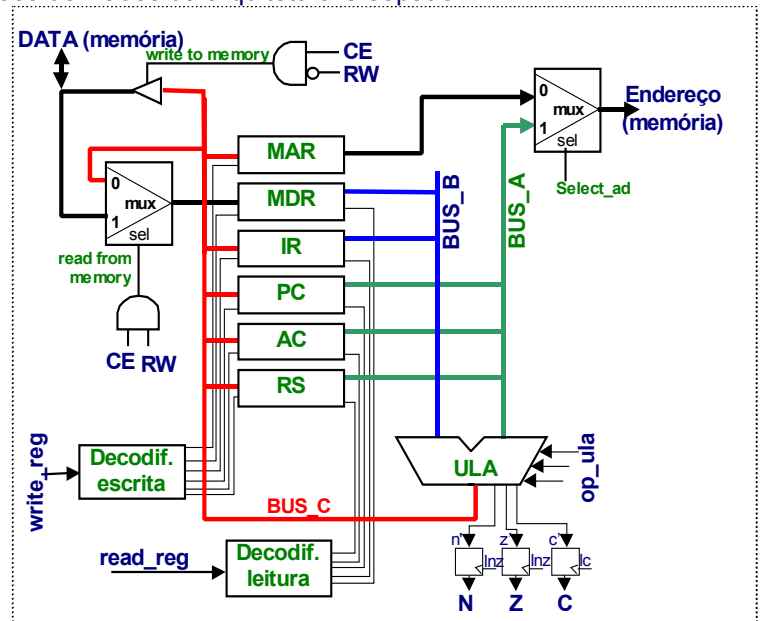 DATA (memória)
write to memory
CE
RW
0
mux
1
sel
Endereço
(memória)
Select_ad
MAR
0
mux
1
sel
MDR
BUS_B
BUS_A
IR
read from
memory
PC
CE RW
AC
RS
write_reg
Decodif.
escrita
ULA
op_ula
BUS_C
read_reg
Decodif.
leitura
n'
lnz
z'
lnz
c'
lc
N
Z
C